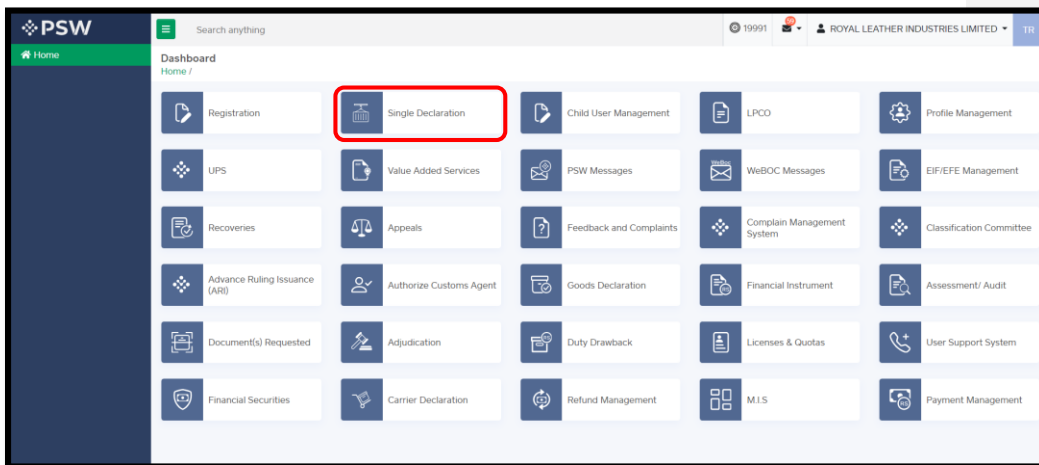 PSW
Search anything
19991
99
ROYAL LEATHER INDUSTRIES LIMITED
TR
Home
Dashboard
Home /
Registration
Single Declaration
Child User Management
LPCO
Profile Management
UPS
Value Added Services
PSW Messages
WeBOC
WeBOC Messages
EIF/EFE Management
Recoveries
Appeals
Feedback and Complaints
Complain Management
System
Classification Committee
Advance Ruling Issuance
(ARI)
Authorize Customs Agent
Goods Declaration
RS
Financial Instrument
Assessment/ Audit
Document(s) Requested
Adjudication
Duty Drawback
Licenses & Quotas
User Support System
Financial Securities
Carrier Declaration
Refund Management
M.I.S
RS
Payment Management